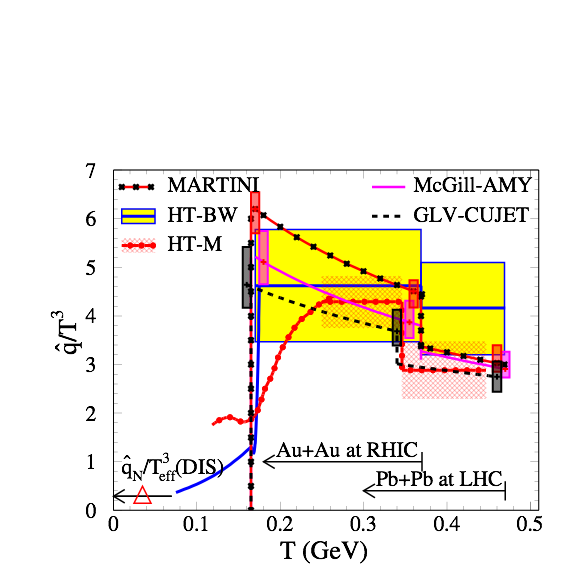 7
6
5
4
3
2
1
0
q̂/T³
MARTINI
HT-BW
HT-M
McGill-AMY
GLV-CUJET
Au+Au at RHIC
q̂N/T³eff(DIS)
Pb+Pb at LHC
0 0.1 0.2 0.3 0.4 0.5
T (GeV)